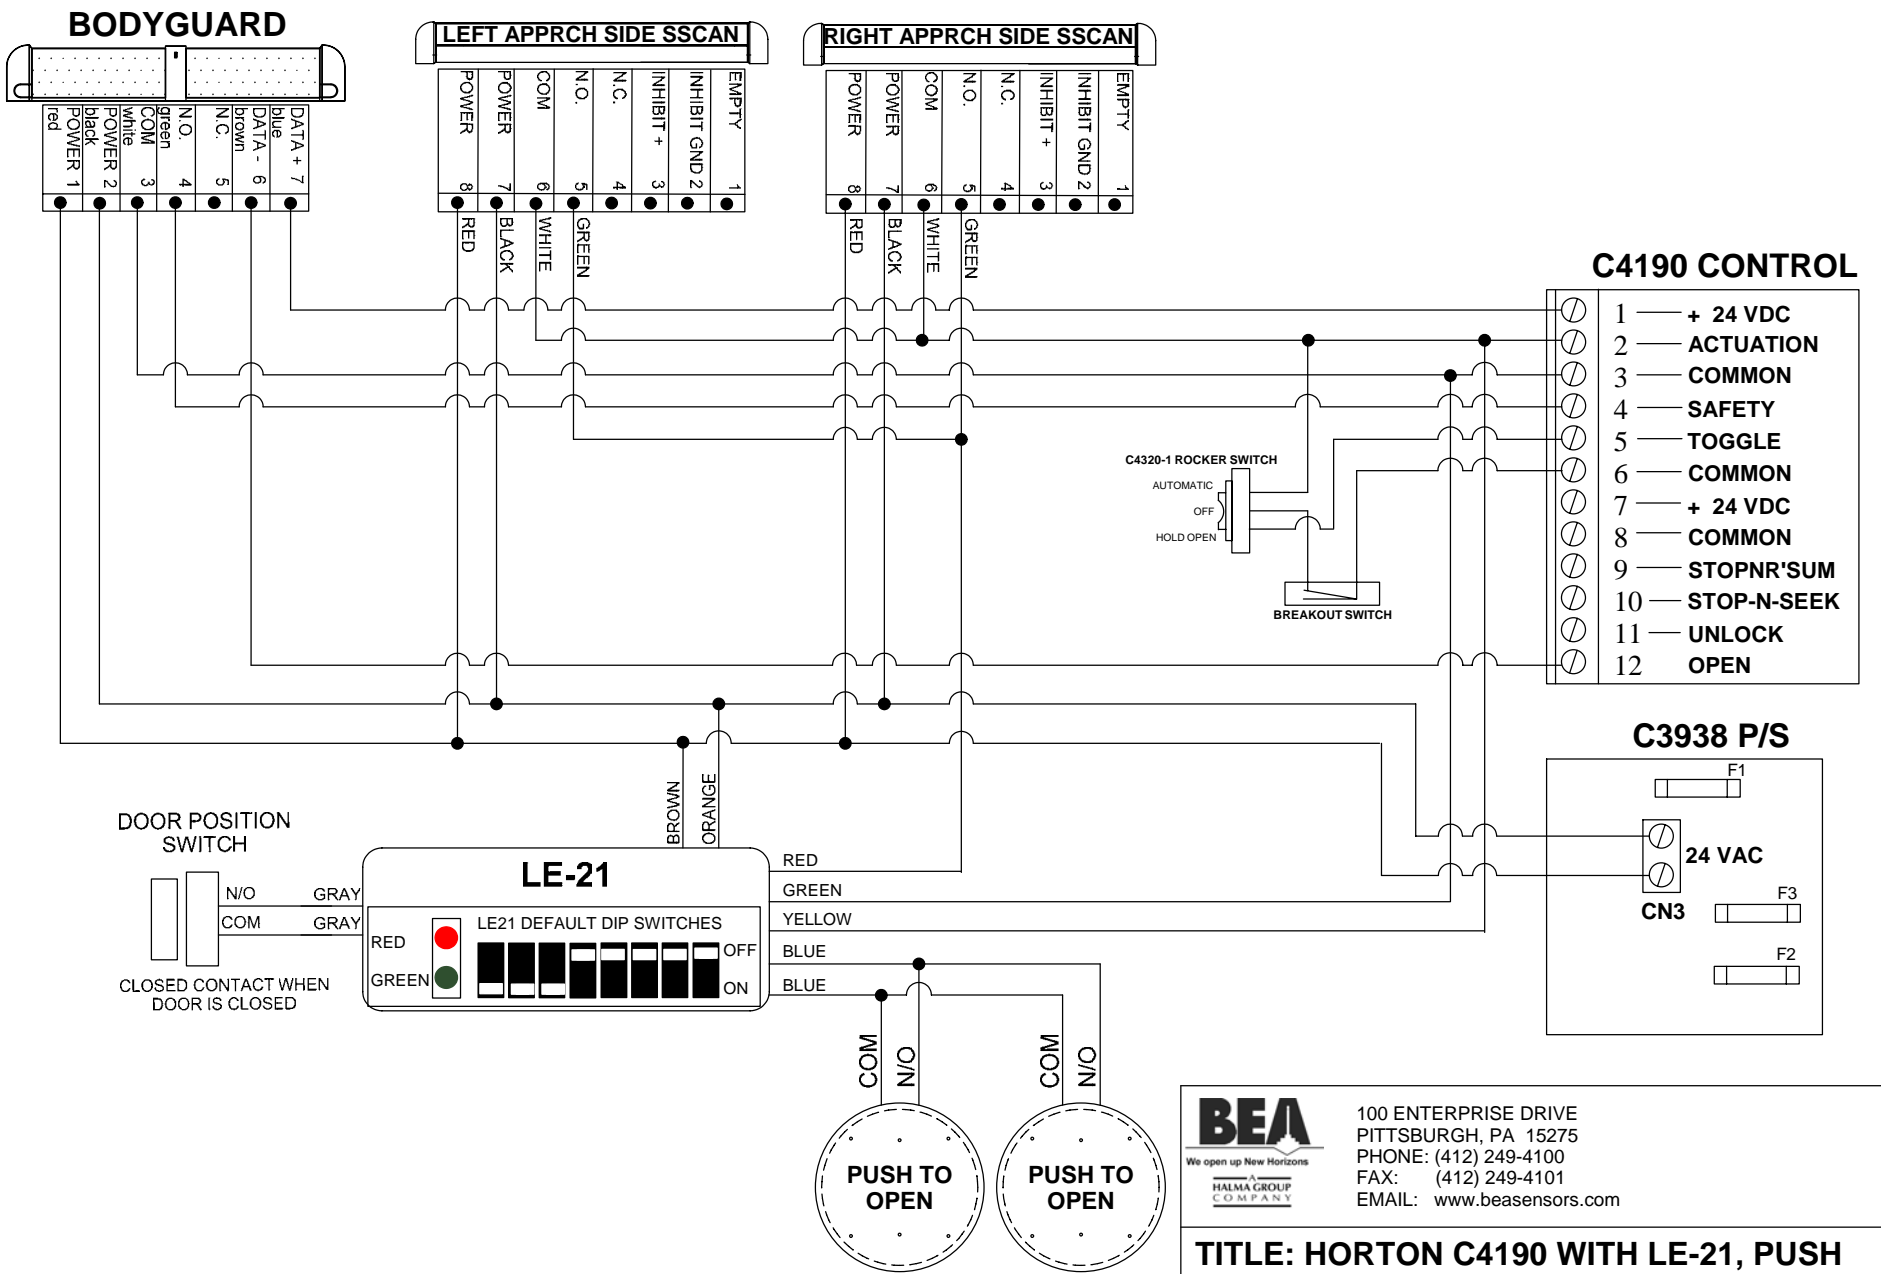 BODYGUARD
LEFT APPRCH SIDE SSCAN
RIGHT APPRCH SIDE SSCAN
POWER 1
red
POWER 2
black
COM 3
white
N.O. 4
green
N.C. 5
DATA - 6
brown
DATA + 7
blue
POWER 8
POWER 7
COM 6
N.O. 5
N.C. 4
INHIBIT + 3
INHIBIT GND 2
EMPTY 1
RED
BLACK
WHITE
GREEN
POWER 8
POWER 7
COM 6
N.O. 5
N.C. 4
INHIBIT + 3
INHIBIT GND 2
EMPTY 1
RED
BLACK
WHITE
GREEN
C4190 CONTROL
1 + 24 VDC
2 ACTUATION
3 COMMON
4 SAFETY
5 TOGGLE
6 COMMON
7 + 24 VDC
8 COMMON
9 STOPNR'SUM
10 STOP-N-SEEK
11 UNLOCK
12 OPEN
C4320-1 ROCKER SWITCH
AUTOMATIC
OFF
HOLD OPEN
BREAKOUT SWITCH
C3938 P/S
F1
24 VAC
CN3
F3
F2
BROWN
ORANGE
DOOR POSITION
SWITCH
N/O GRAY
COM GRAY
CLOSED CONTACT WHEN
DOOR IS CLOSED
LE-21
LE21 DEFAULT DIP SWITCHES
RED
GREEN
OFF
ON
RED
GREEN
YELLOW
BLUE
BLUE
COM
N/O
COM
N/O
PUSH TO
OPEN
PUSH TO
OPEN
BEA
We open up New Horizons
A
HALMA GROUP
COMPANY
100 ENTERPRISE DRIVE
PITTSBURGH, PA 15275
PHONE: (412) 249-4100
FAX: (412) 249-4101
EMAIL: www.beasensors.com
TITLE: HORTON C4190 WITH LE-21, PUSH